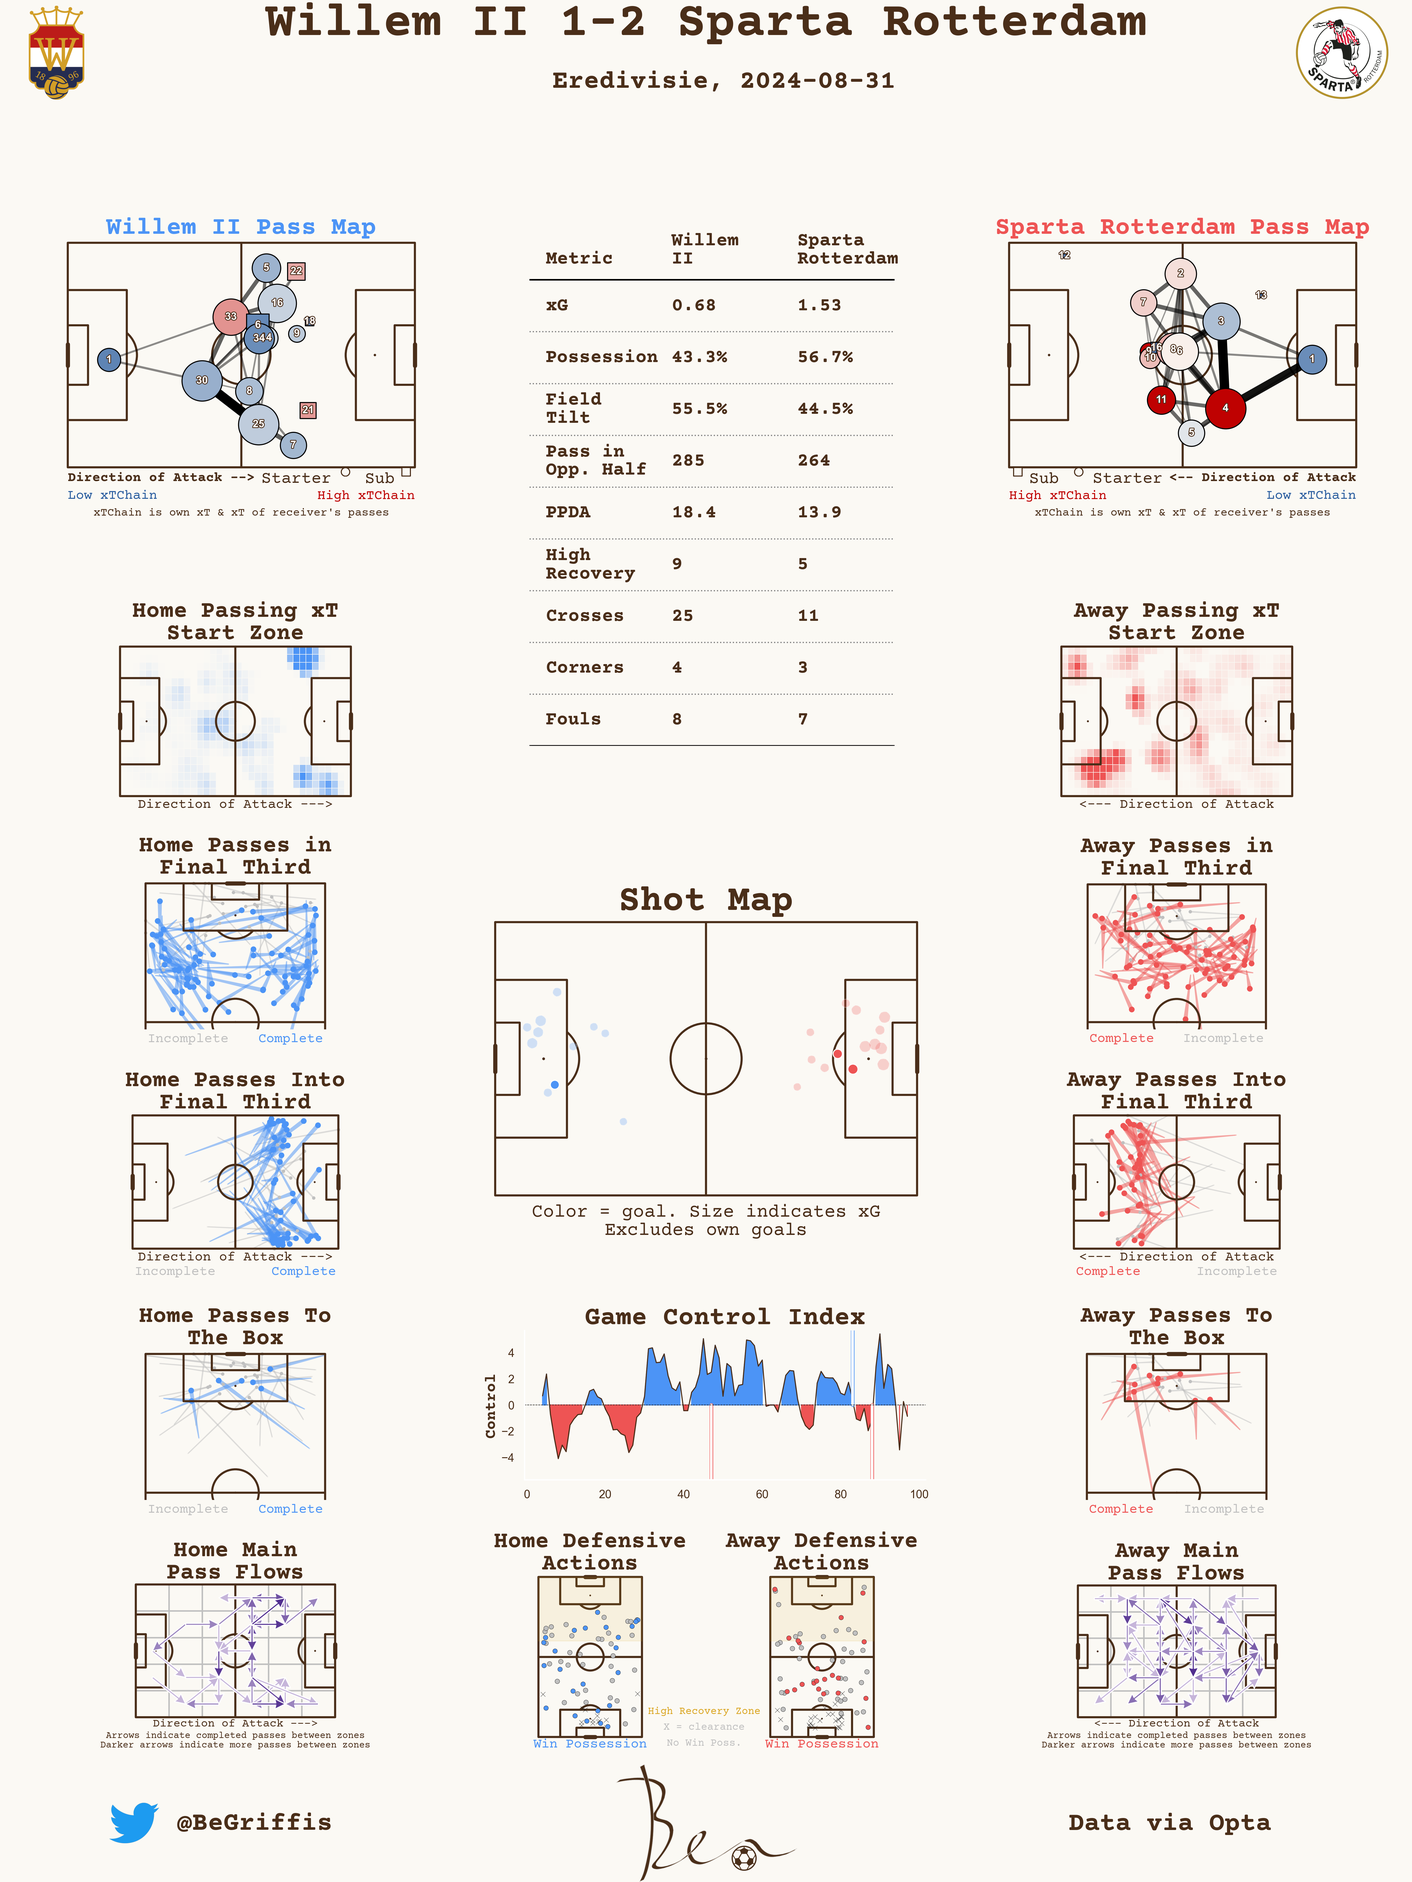 Willem II 1-2 Sparta Rotterdam
Eredivisie, 2024-08-31
W
18 96
SPARTA
ROTTERDAM
Willem II Pass Map
5
22
16
33
6
18
34
4
9
1
30
8
21
25
7
Direction of Attack --> Starter Sub
Low xTChain High xTChain
xTChain is own xT & xT of receiver's passes
Metric Willem II Sparta Rotterdam
xG 0.68 1.53
Possession 43.3% 56.7%
Field Tilt 55.5% 44.5%
Pass in Opp. Half 285 264
PPDA 18.4 13.9
High Recovery 9 5
Crosses 25 11
Corners 4 3
Fouls 8 7
Sparta Rotterdam Pass Map
12
2
13
7
3
9
16
8
6
10
1
11
4
5
Sub Starter <-- Direction of Attack
High xTChain Low xTChain
xTChain is own xT & xT of receiver's passes
Home Passing xT
Start Zone
Direction of Attack --->
Away Passing xT
Start Zone
<--- Direction of Attack
Home Passes in
Final Third
Incomplete Complete
Away Passes in
Final Third
Complete Incomplete
Shot Map
Color = goal. Size indicates xG
Excludes own goals
Home Passes Into
Final Third
Direction of Attack --->
Incomplete Complete
Away Passes Into
Final Third
<--- Direction of Attack
Complete Incomplete
Home Passes To
The Box
Incomplete Complete
Game Control Index
Control
4
2
0
−2
−4
0 20 40 60 80 100
Away Passes To
The Box
Complete Incomplete
Home Main
Pass Flows
Direction of Attack --->
Arrows indicate completed passes between zones
Darker arrows indicate more passes between zones
Home Defensive
Actions
Win Possession
Away Defensive
Actions
Win Possession
High Recovery Zone
X = clearance
No Win Poss.
Away Main
Pass Flows
<--- Direction of Attack
Arrows indicate completed passes between zones
Darker arrows indicate more passes between zones
@BeGriffis
Ben
Data via Opta